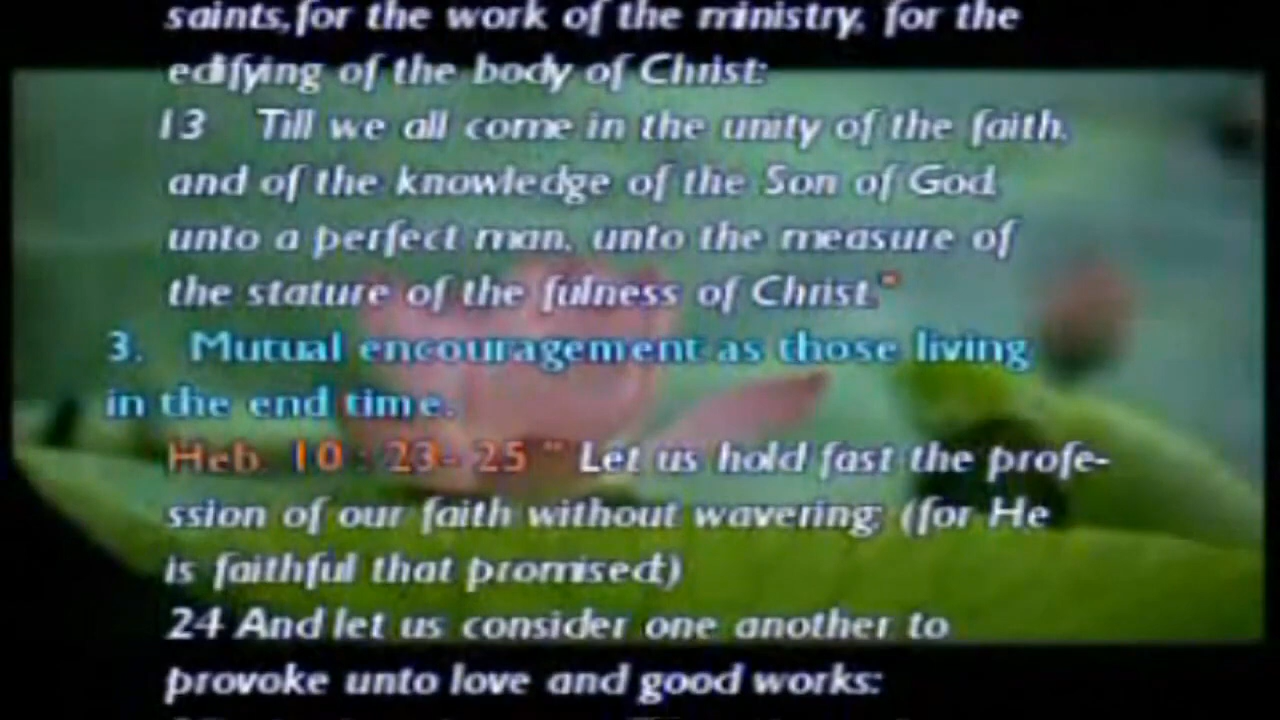 saints,for the work of the ministry, for the
edifying of the body of Christ:
13 Till we all come in the unity of the faith,
and of the knowledge of the Son of God,
unto a perfect man, unto the measure of
the stature of the fulness of Christ."
3. Mutual encouragement as those living
in the end time.
Heb. 10 : 23- 25 " Let us hold fast the profe-
ssion of our faith without wavering; (for He
is faithful that promised;)
24 And let us consider one another to
provoke unto love and good works: